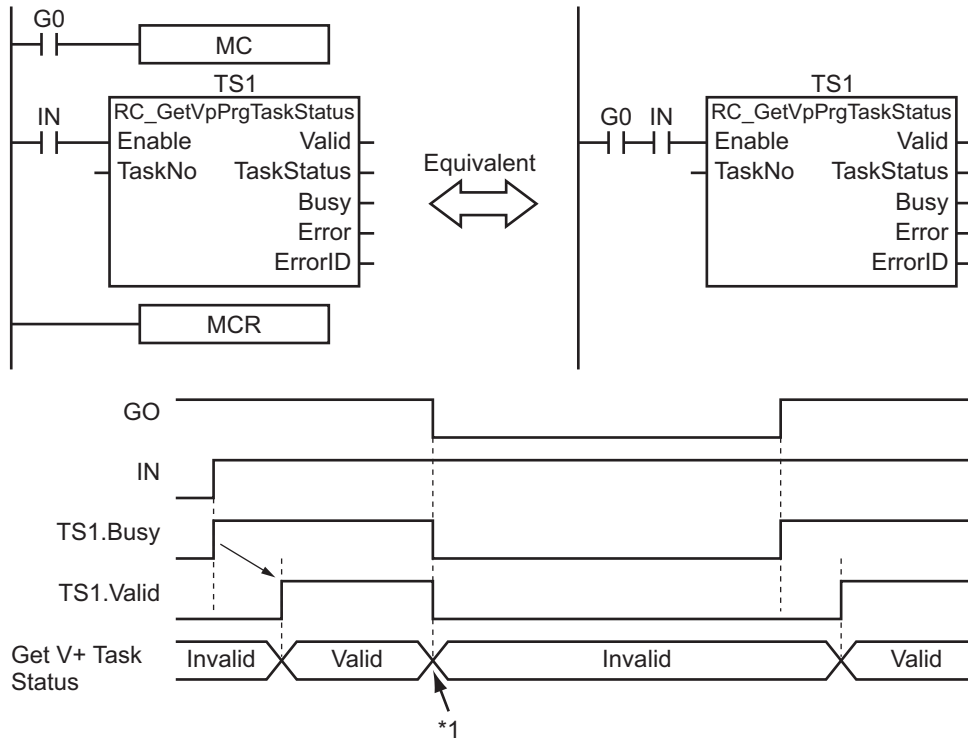 G0
MC
TS1
IN
RC_GetVpPrgTaskStatus
Enable Valid
TaskNo TaskStatus
Busy
Error
ErrorID
MCR
Equivalent
TS1
G0 IN
RC_GetVpPrgTaskStatus
Enable Valid
TaskNo TaskStatus
Busy
Error
ErrorID
GO
IN
TS1.Busy
TS1.Valid
Get V+ Task
Status
Invalid Valid Invalid Valid
*1